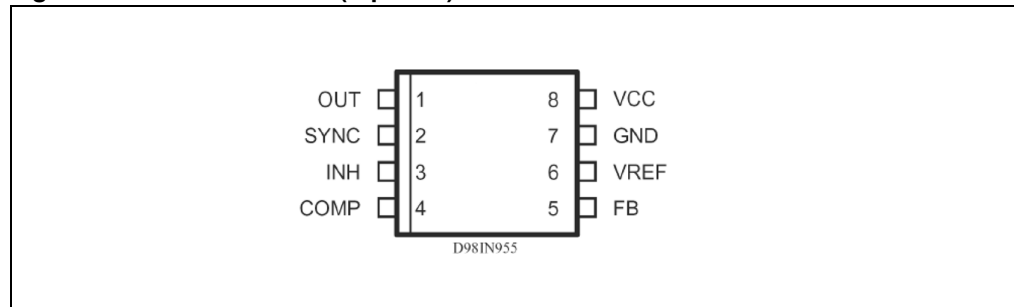 OUT 1 8 VCC
SYNC 2 7 GND
INH 3 6 VREF
COMP 4 5 FB
D98IN955